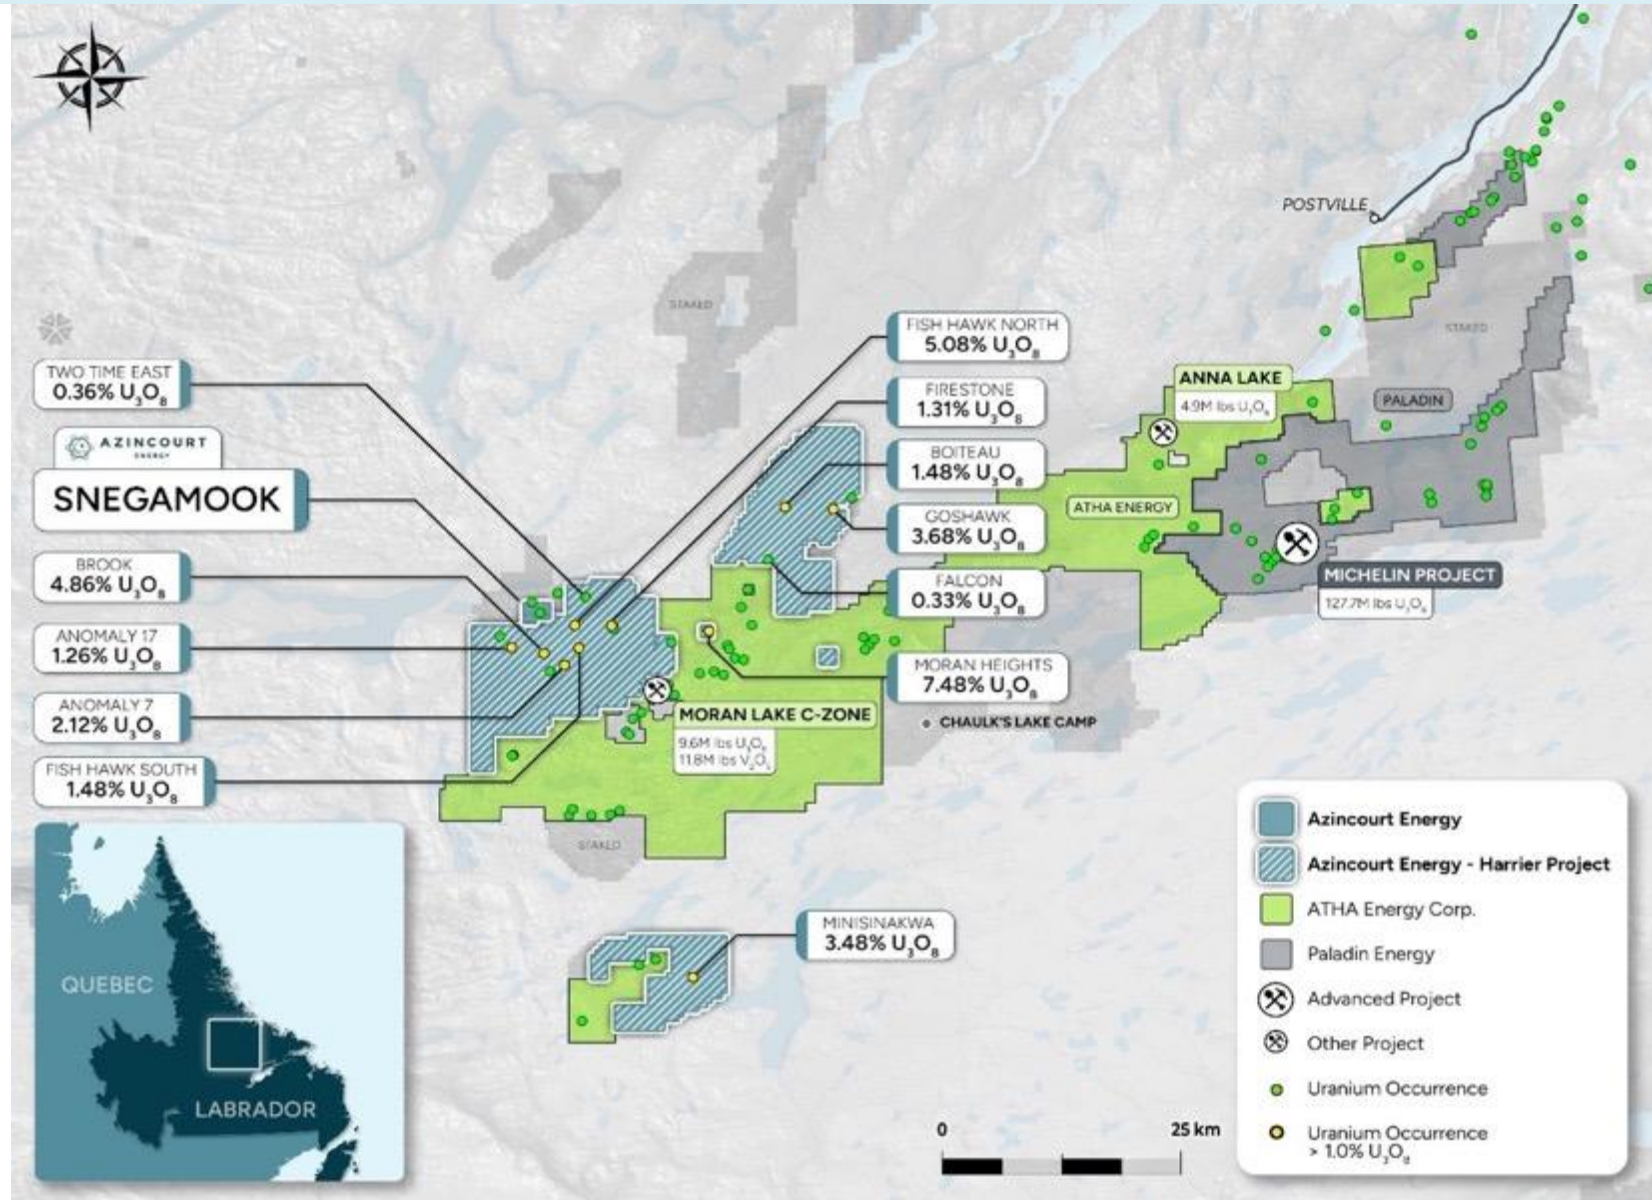 POSTVILLE
STAKED
STAKED
FISH HAWK NORTH
5.08% U₃O₈
TWO TIME EAST
0.36% U₃O₈
FIRESTONE
1.31% U₃O₈
ANNA LAKE
4.9M lbs U₃O₈
PALADIN
AZINCOURT
ENERGY
SNEGAMOOK
BOITEAU
1.48% U₃O₈
GOSHAWK
3.68% U₃O₈
ATHA ENERGY
BROOK
4.86% U₃O₈
FALCON
0.33% U₃O₈
MICHELIN PROJECT
127.7M lbs U₃O₈
ANOMALY 17
1.26% U₃O₈
MORAN HEIGHTS
7.48% U₃O₈
ANOMALY 7
2.12% U₃O₈
MORAN LAKE C-ZONE
9.6M lbs U₃O₈
11.8M lbs V₂O₅
CHAULK'S LAKE CAMP
FISH HAWK SOUTH
1.48% U₃O₈
STAKED
MINISINAKWA
3.48% U₃O₈
QUEBEC
LABRADOR
0 25 km
Azincourt Energy
Azincourt Energy - Harrier Project
ATHA Energy Corp.
Paladin Energy
Advanced Project
Other Project
Uranium Occurrence
Uranium Occurrence
> 1.0% U₃O₈